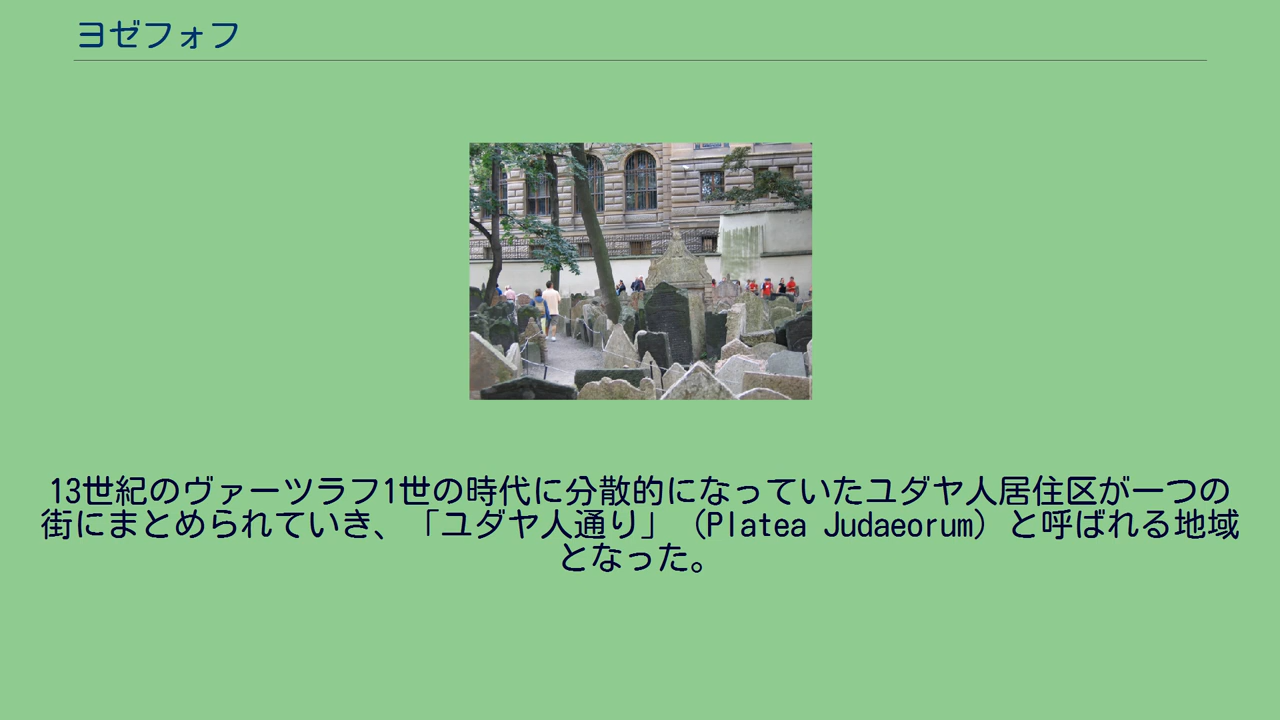 ヨゼフォフ
13世紀のヴァーツラフ1世の時代に分散的になっていたユダヤ人居住区が一つの
街にまとめられていき、「ユダヤ人通り」（Platea Judaeorum）と呼ばれる地域
となった。